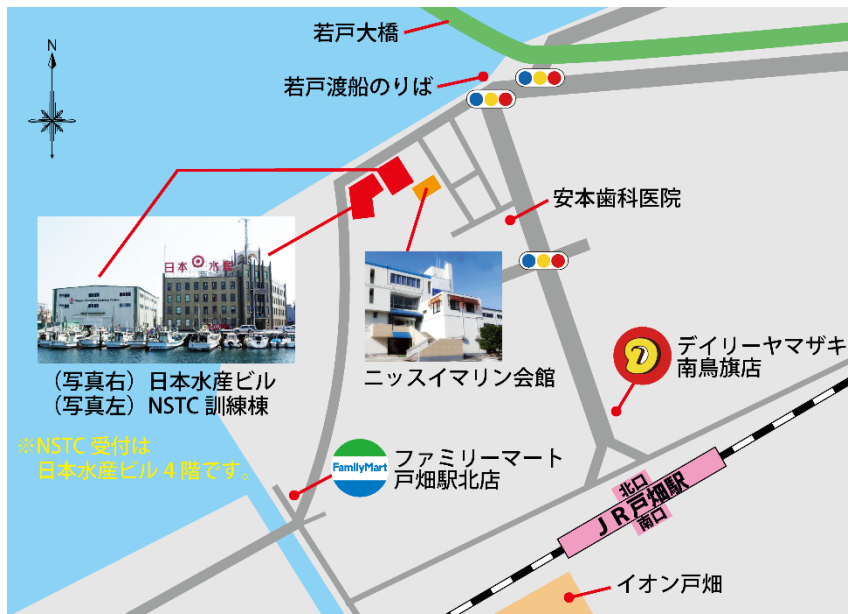 若戸大橋
N
若戸渡船のりば
安本歯科医院
日本 水産
デイリーヤマザキ
南鳥旗店
ニッスイマリン会館
（写真右）日本水産ビル
（写真左）NSTC 訓練棟
※NSTC 受付は
日本水産ビル 4 階です。
FamilyMart
ファミリーマート
戸畑駅北店
北口
JR戸畑駅
南口
イオン戸畑